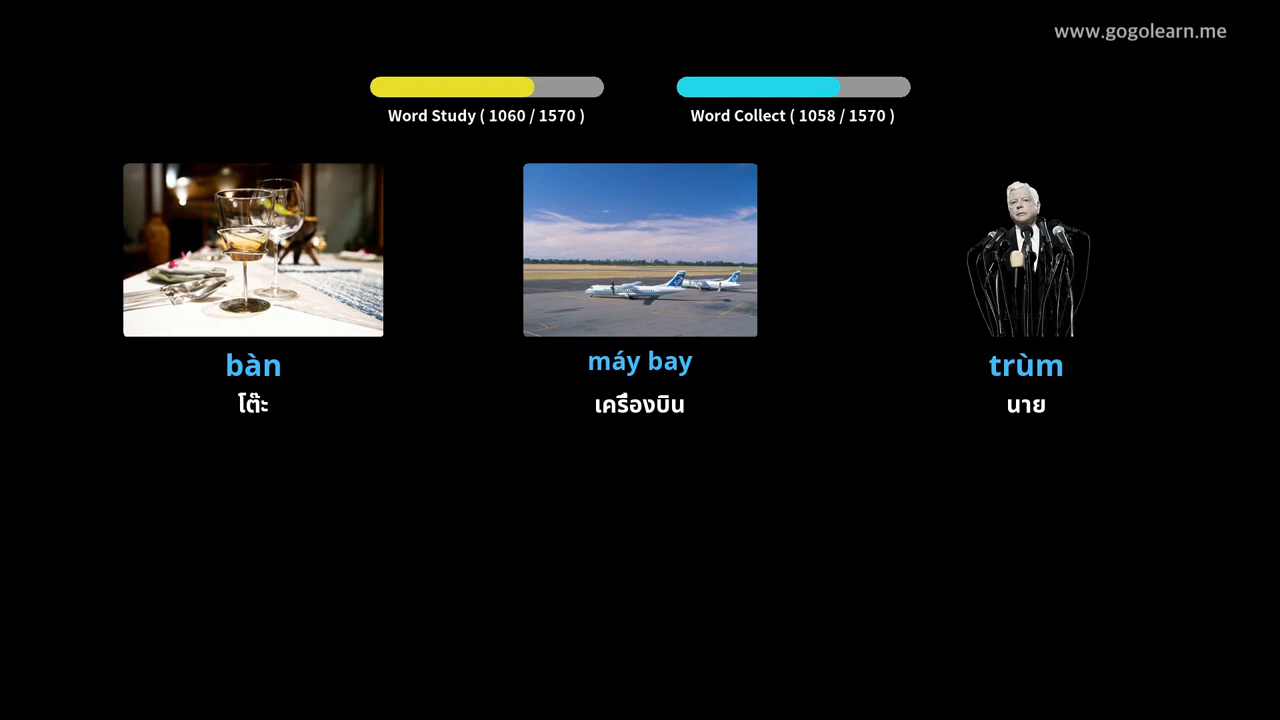 www.gogolearn.me
Word Study ( 1060 / 1570 )
Word Collect ( 1058 / 1570 )
bàn
máy bay
trùm
โต๊ะ
เครื่องบิน
นาย